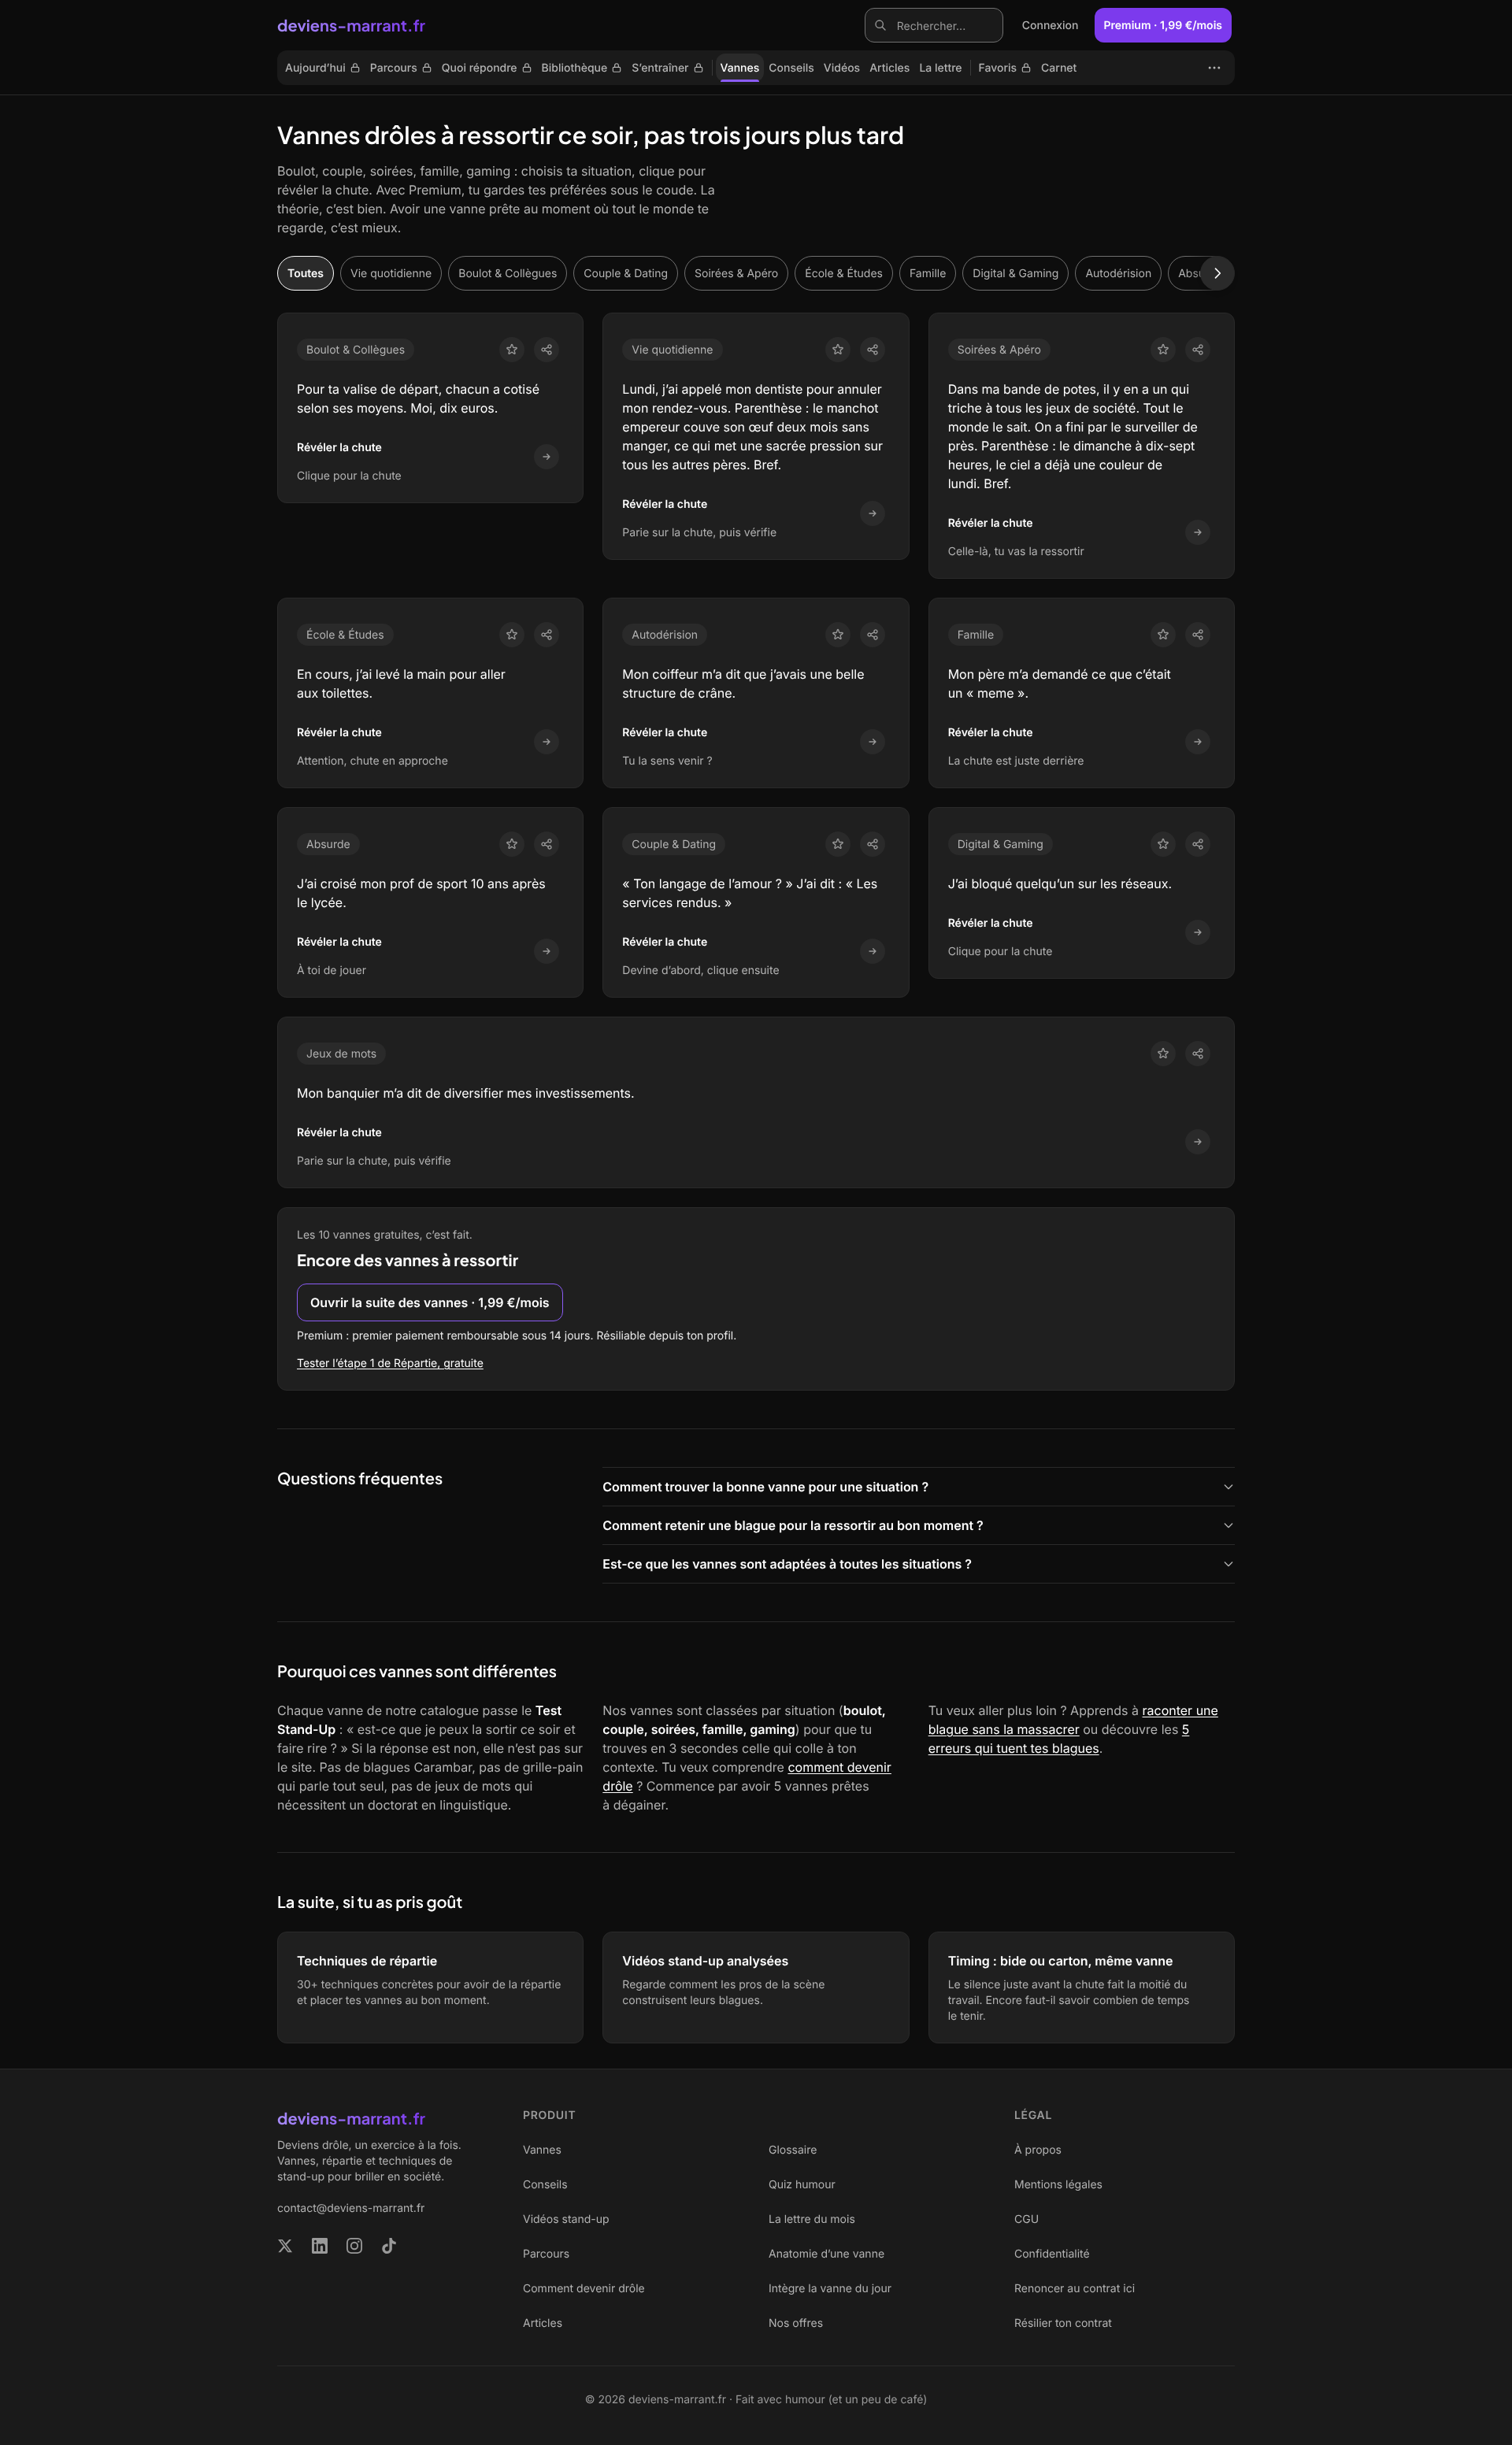 deviens-marrant.fr
Rechercher...
Connexion
Premium · 1,99 €/mois
Aujourd’hui
Parcours
Quoi répondre
Bibliothèque
S’entraîner
Vannes
Conseils
Vidéos
Articles
La lettre
Favoris
Carnet
Vannes drôles à ressortir ce soir, pas trois jours plus tard
Boulot, couple, soirées, famille, gaming : choisis ta situation, clique pour
révéler la chute. Avec Premium, tu gardes tes préférées sous le coude. La
théorie, c’est bien. Avoir une vanne prête au moment où tout le monde te
regarde, c’est mieux.
Toutes
Vie quotidienne
Boulot & Collègues
Couple & Dating
Soirées & Apéro
École & Études
Famille
Digital & Gaming
Autodérision
Boulot & Collègues
Pour ta valise de départ, chacun a cotisé
selon ses moyens. Moi, dix euros.
Révéler la chute
Clique pour la chute
Vie quotidienne
Lundi, j’ai appelé mon dentiste pour annuler
mon rendez-vous. Parenthèse : le manchot
empereur couve son œuf deux mois sans
manger, ce qui met une sacrée pression sur
tous les autres pères. Bref.
Révéler la chute
Parie sur la chute, puis vérifie
Soirées & Apéro
Dans ma bande de potes, il y en a un qui
triche à tous les jeux de société. Tout le
monde le sait. On a fini par le surveiller de
près. Parenthèse : le dimanche à dix-sept
heures, le ciel a déjà une couleur de
lundi. Bref.
Révéler la chute
Celle-là, tu vas la ressortir
École & Études
En cours, j’ai levé la main pour aller
aux toilettes.
Révéler la chute
Attention, chute en approche
Autodérision
Mon coiffeur m’a dit que j’avais une belle
structure de crâne.
Révéler la chute
Tu la sens venir ?
Famille
Mon père m’a demandé ce que c’était
un « meme ».
Révéler la chute
La chute est juste derrière
Absurde
J’ai croisé mon prof de sport 10 ans après
le lycée.
Révéler la chute
À toi de jouer
Couple & Dating
« Ton langage de l’amour ? » J’ai dit : « Les
services rendus. »
Révéler la chute
Devine d’abord, clique ensuite
Digital & Gaming
J’ai bloqué quelqu’un sur les réseaux.
Révéler la chute
Clique pour la chute
Jeux de mots
Mon banquier m’a dit de diversifier mes investissements.
Révéler la chute
Parie sur la chute, puis vérifie
Les 10 vannes gratuites, c’est fait.
Encore des vannes à ressortir
Ouvrir la suite des vannes · 1,99 €/mois
Premium : premier paiement remboursable sous 14 jours. Résiliable depuis ton profil.
Tester l’étape 1 de Répartie, gratuite
Questions fréquentes
Comment trouver la bonne vanne pour une situation ?
Comment retenir une blague pour la ressortir au bon moment ?
Est-ce que les vannes sont adaptées à toutes les situations ?
Pourquoi ces vannes sont différentes
Chaque vanne de notre catalogue passe le Test
Stand-Up : « est-ce que je peux la sortir ce soir et
faire rire ? » Si la réponse est non, elle n’est pas sur
le site. Pas de blagues Carambar, pas de grille-pain
qui parle tout seul, pas de jeux de mots qui
nécessitent un doctorat en linguistique.
Nos vannes sont classées par situation (boulot,
couple, soirées, famille, gaming) pour que tu
trouves en 3 secondes celle qui colle à ton
contexte. Tu veux comprendre comment devenir
drôle ? Commence par avoir 5 vannes prêtes
à dégainer.
Tu veux aller plus loin ? Apprends à raconter une
blague sans la massacrer ou découvre les 5
erreurs qui tuent tes blagues.
La suite, si tu as pris goût
Techniques de répartie
30+ techniques concrètes pour avoir de la répartie
et placer tes vannes au bon moment.
Vidéos stand-up analysées
Regarde comment les pros de la scène
construisent leurs blagues.
Timing : bide ou carton, même vanne
Le silence juste avant la chute fait la moitié du
travail. Encore faut-il savoir combien de temps
le tenir.
deviens-marrant.fr
Deviens drôle, un exercice à la fois.
Vannes, répartie et techniques de
stand-up pour briller en société.
contact@deviens-marrant.fr
PRODUIT
Vannes
Conseils
Vidéos stand-up
Parcours
Comment devenir drôle
Articles
Glossaire
Quiz humour
La lettre du mois
Anatomie d’une vanne
Intègre la vanne du jour
Nos offres
LÉGAL
À propos
Mentions légales
CGU
Confidentialité
Renoncer au contrat ici
Résilier ton contrat
© 2026 deviens-marrant.fr · Fait avec humour (et un peu de café)